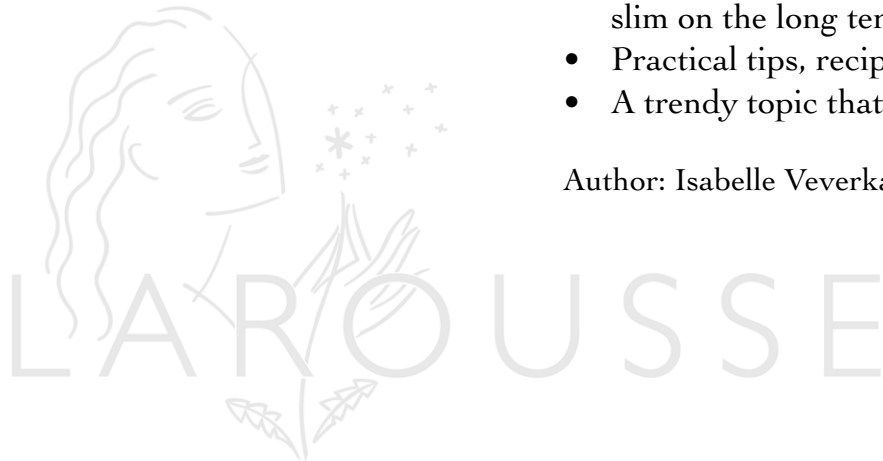 slim on the long ter
• Practical tips, recip
• A trendy topic that
Author: Isabelle Veverka
LAROUSSE